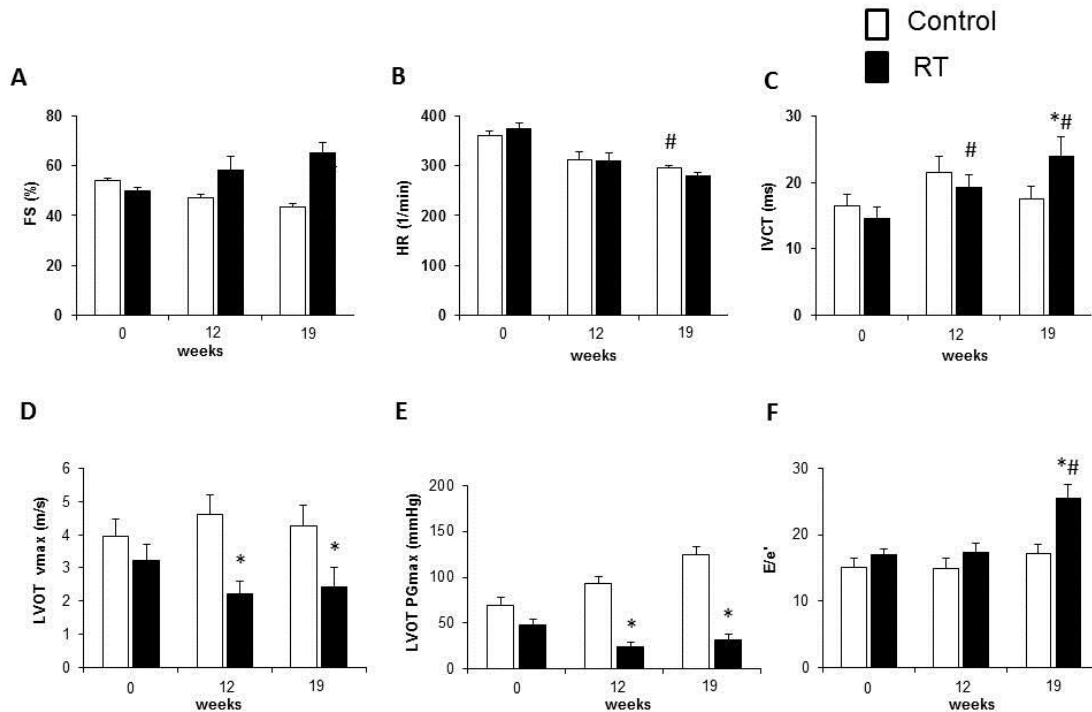 Control
RT
A
FS (%)
80
60
40
20
0
0 12 19
weeks
B
HR (1/min)
400
300
200
100
0
#
0 12 19
weeks
C
IVCT (ms)
30
20
10
0
#
*#
0 12 19
weeks
D
LVOT vmax (m/s)
6
5
4
3
2
1
0
*
*
0 12 19
weeks
E
LVOT PGmax (mmHg)
200
150
100
50
0
*
*
0 12 19
weeks
F
E/e'
30
20
10
0
*#
0 12 19
weeks